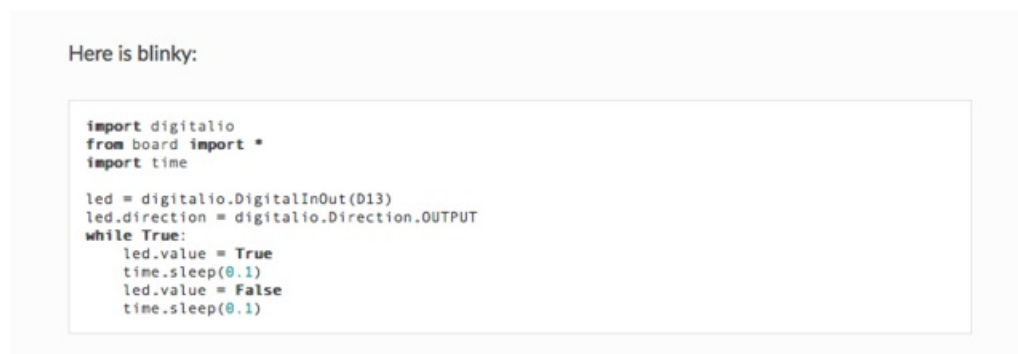 Here is blinky:
import digitalio
from board import *
import time
led = digitalio.DigitalInOut(D13)
led.direction = digitalio.Direction.OUTPUT
while True:
    led.value = True
    time.sleep(0.1)
    led.value = False
    time.sleep(0.1)